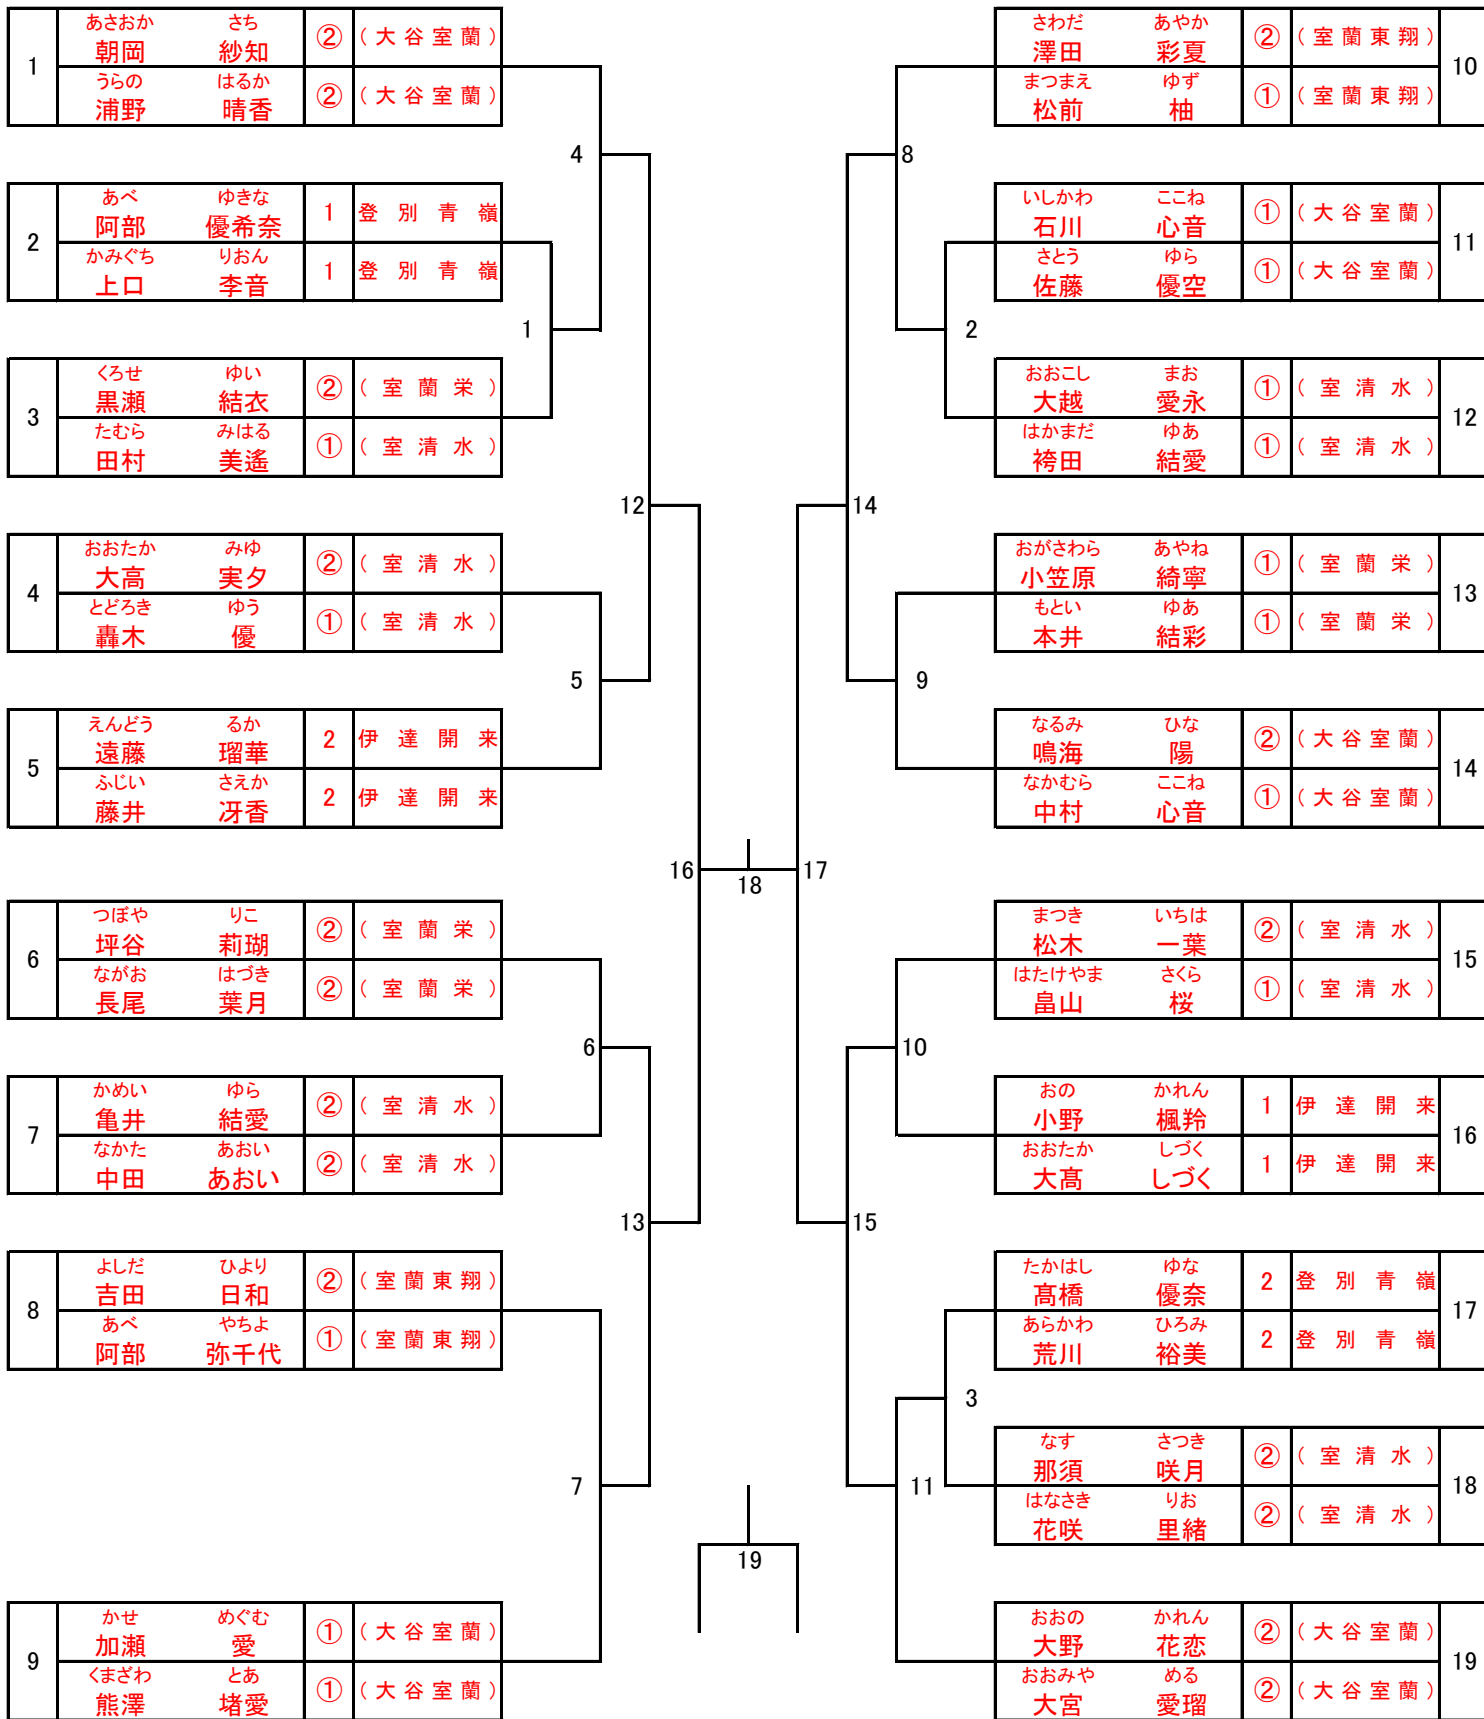 1
あさおか さち
朝岡 紗知 ② (大谷室蘭)
うらの はるか
浦野 晴香 ② (大谷室蘭)
2
あべ ゆきな
阿部 優希奈 1 登別青嶺
かみぐち りおん
上口 李音 1 登別青嶺
3
くろせ ゆい
黒瀬 結衣 ② (室蘭栄)
たむら みはる
田村 美遙 ① (室清水)
4
おおたか みゆ
大高 実夕 ② (室清水)
とどろき ゆう
轟木 優 ① (室清水)
5
えんどう るか
遠藤 瑠華 2 伊達開来
ふじい さえか
藤井 冴香 2 伊達開来
6
つぼや りこ
坪谷 莉瑚 ② (室蘭栄)
ながお はづき
長尾 葉月 ② (室蘭栄)
7
かめい ゆら
亀井 結愛 ② (室清水)
なかた あおい
中田 あおい ② (室清水)
8
よしだ ひより
吉田 日和 ② (室蘭東翔)
あべ やちよ
阿部 弥千代 ① (室蘭東翔)
9
かせ めぐむ
加瀬 愛 ① (大谷室蘭)
くまざわ とあ
熊澤 堵愛 ① (大谷室蘭)
4
1
12
5
16
6
13
7
18
19
17
8
2
14
9
10
15
3
11
さわだ あやか
澤田 彩夏 ② (室蘭東翔)
まつまえ ゆず
松前 柚 ① (室蘭東翔)
10
いしかわ ここね
石川 心音 ① (大谷室蘭)
さとう ゆら
佐藤 優空 ① (大谷室蘭)
11
おおこし まお
大越 愛永 ① (室清水)
はかまだ ゆあ
袴田 結愛 ① (室清水)
12
おがさわら あやね
小笠原 綺寧 ① (室蘭栄)
もとい ゆあ
本井 結彩 ① (室蘭栄)
13
なるみ ひな
鳴海 陽 ② (大谷室蘭)
なかむら ここね
中村 心音 ① (大谷室蘭)
14
まつき いちは
松木 一葉 ② (室清水)
はたけやま さくら
畠山 桜 ① (室清水)
15
おの かれん
小野 楓羚 1 伊達開来
おおたか しづく
大髙 しづく 1 伊達開来
16
たかはし ゆな
髙橋 優奈 2 登別青嶺
あらかわ ひろみ
荒川 裕美 2 登別青嶺
17
なす さつき
那須 咲月 ② (室清水)
はなさき りお
花咲 里緒 ② (室清水)
18
おおの かれん
大野 花恋 ② (大谷室蘭)
おおみや める
大宮 愛瑠 ② (大谷室蘭)
19